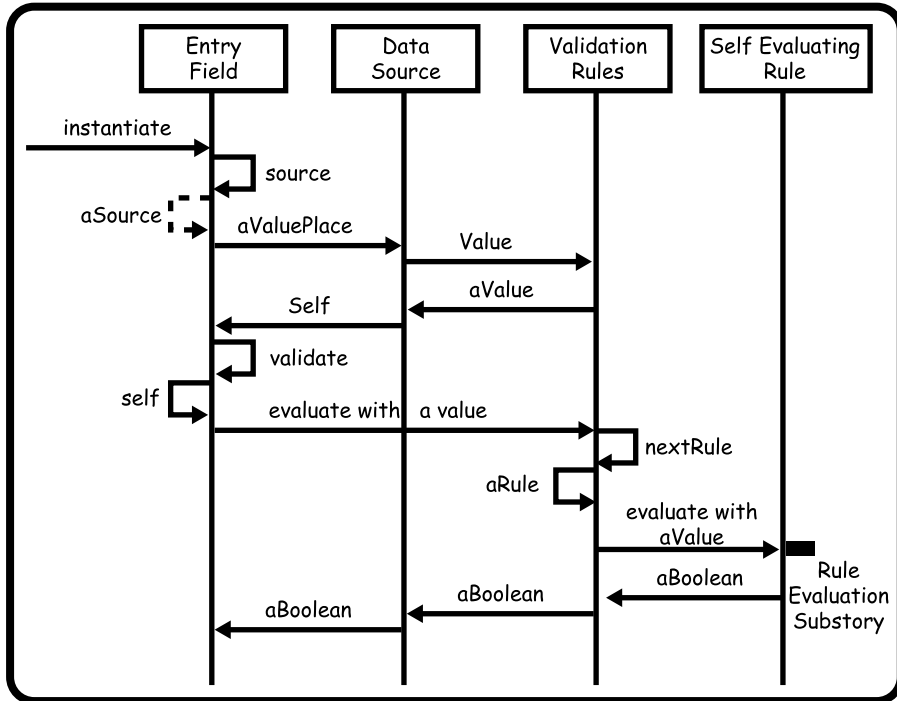 Entry
Field
Data
Source
Validation
Rules
Self Evaluating
Rule
instantiate
source
aSource
aValuePlace
Value
aValue
Self
validate
self
evaluate with a value
nextRule
aRule
evaluate with
aValue
aBoolean
Rule
Evaluation
Substory
aBoolean
aBoolean